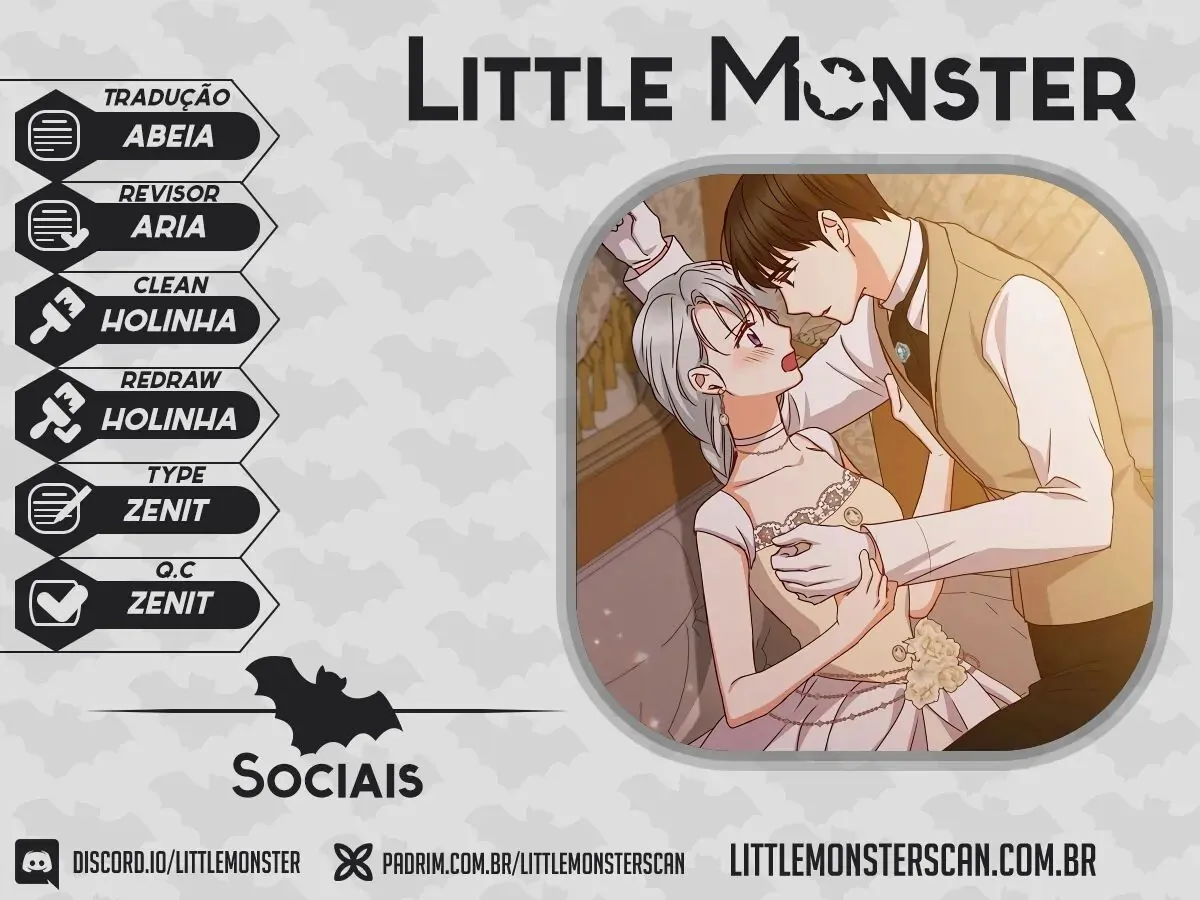 LITTLE MONSTER
TRADUÇÃO
ABEIA
REVISOR
ARIA
CLEAN
HOLINHA
REDRAW
HOLINHA
TYPE
ZENIT
Q.C
ZENIT
SOCIAIS
DISCORD.IO/LITTLEMONSTER
PADRIM.COM.BR/LITTLEMONSTERSCAN
LITTLEMONSTERSCAN.COM.BR